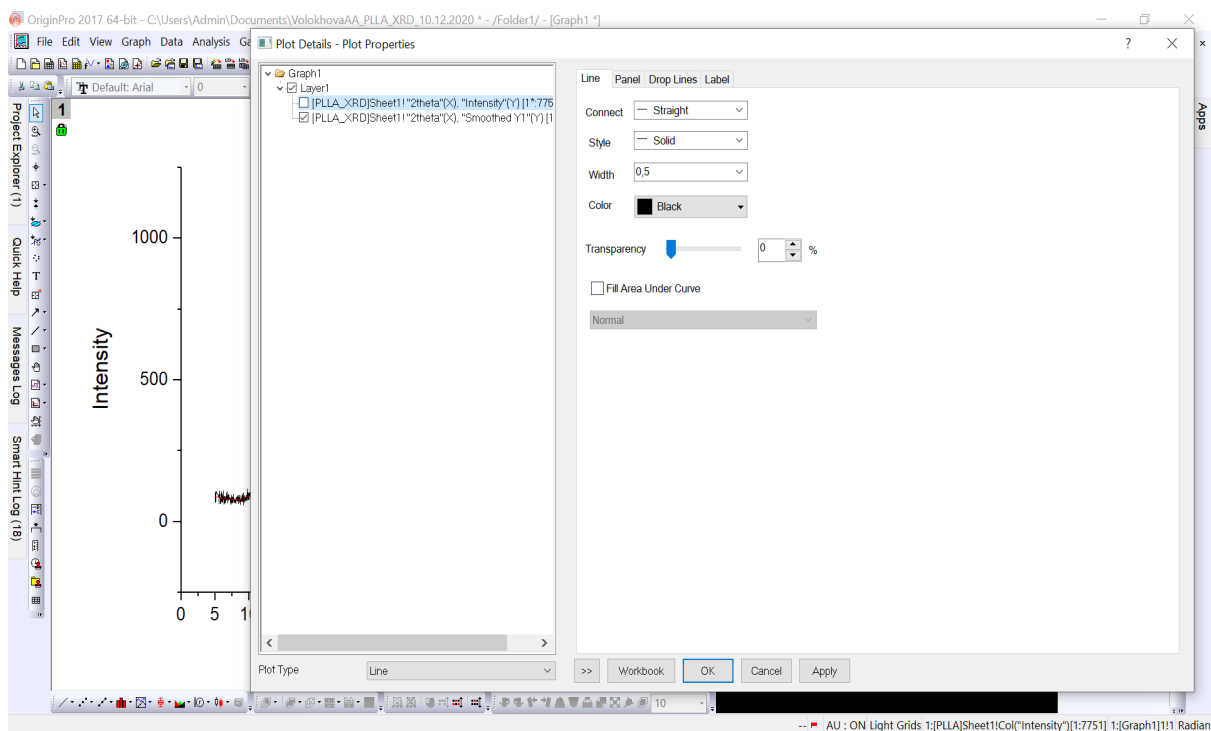 OriginPro 2017 64-bit - C:\Users\Admin\Documents\VolokhovaAA_PLLA_XRD_10.12.2020 * - /Folder1/ - [Graph1 *]
File Edit View Graph Data Analysis Ga
Default: Arial 0
Project Explorer (1)
Quick Help
Messages Log
Smart Hint Log (18)
Apps
1
T
Intensity
1000
500
0
0 5 1
Plot Details - Plot Properties
? 
Graph1
Layer1
[PLLA_XRD]Sheet1! "2theta"(X), "Intensity"(Y) [1*:775
[PLLA_XRD]Sheet1! "2theta"(X), "Smoothed Y1"(Y) [1
Plot Type Line
Line Panel Drop Lines Label
Connect Straight
Style Solid
Width 0,5
Color Black
Transparency 0 %
Fill Area Under Curve
Normal
>> Workbook OK Cancel Apply
10
-- AU : ON Light Grids 1:[PLLA]Sheet1!Col("Intensity")[1:7751] 1:[Graph1]1!1 Radian